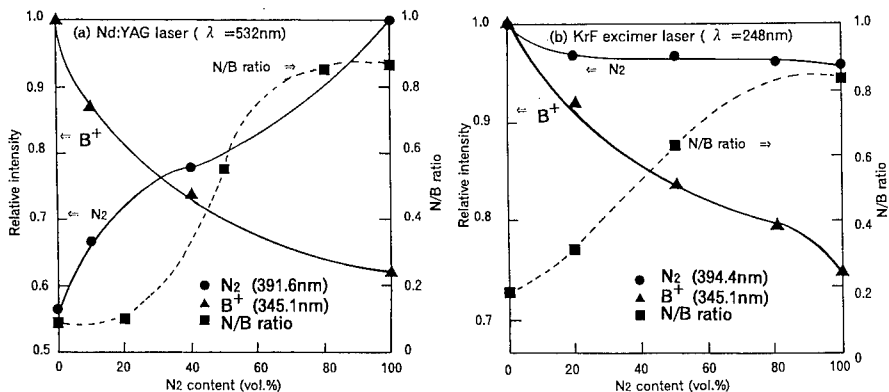 (a) Nd:YAG laser ( λ =532nm)
N/B ratio ⇒
⇐ B+
⇐ N2
● N2 (391.6nm)
▲ B+ (345.1nm)
■ N/B ratio
1.0
0.9
0.8
0.7
0.6
0.5
Relative intensity
1.0
0.8
0.6
0.4
0.2
0
N/B ratio
0 20 40 60 80 100
N2 content (vol.%)
(b) KrF excimer laser ( λ =248nm)
⇐ N2
⇐ B+
N/B ratio ⇒
● N2 (394.4nm)
▲ B+ (345.1nm)
■ N/B ratio
1.0
0.9
0.8
0.7
Relative intensity
1.0
0.8
0.6
0.4
0.2
0
N/B ratio
0 20 40 60 80 100
N2 content (vol.%)